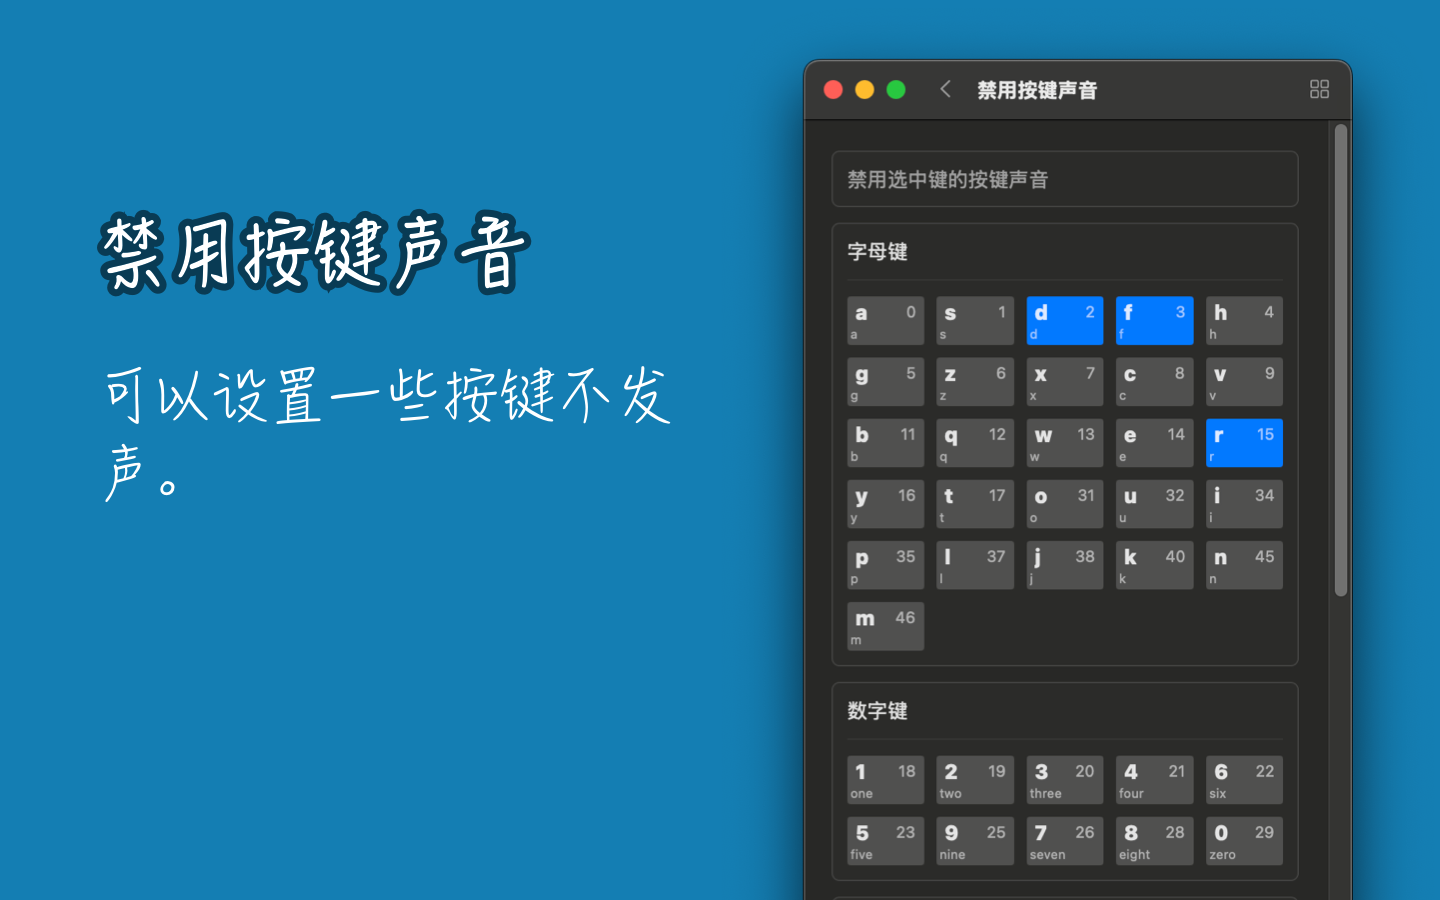 禁用按键声音
可以设置一些按键不发
声。
禁用按键声音
禁用选中键的按键声音
字母键
a 0 s 1 d 2 f 3 h 4
a s d f h
g 5 z 6 x 7 c 8 v 9
g z x c v
b 11 q 12 w 13 e 14 r 15
b q w e r
y 16 t 17 o 31 u 32 i 34
y t o u i
p 35 l 37 j 38 k 40 n 45
p l j k n
m 46
m
数字键
1 18 2 19 3 20 4 21 6 22
one two three four six
5 23 9 25 7 26 8 28 0 29
five nine seven eight zero